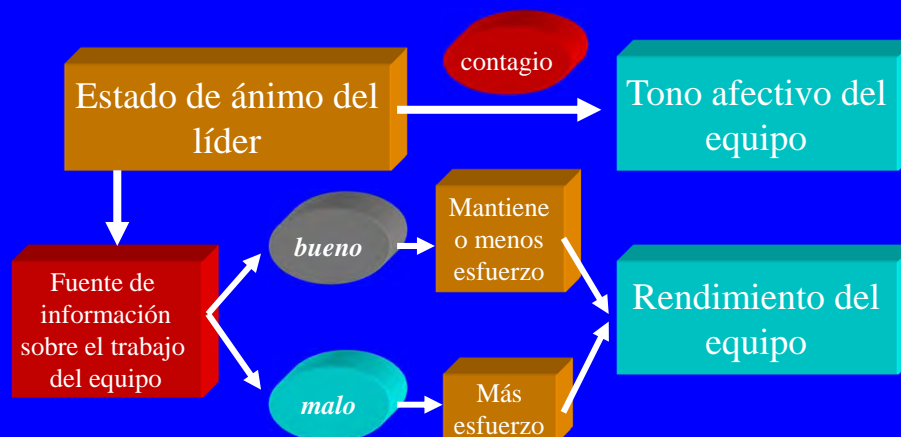 contagio
Estado de ánimo del
líder
Tono afectivo del
equipo
Fuente de
información
sobre el trabajo
del equipo
bueno
Mantiene
o menos
esfuerzo
malo
Más
esfuerzo
Rendimiento del
equipo